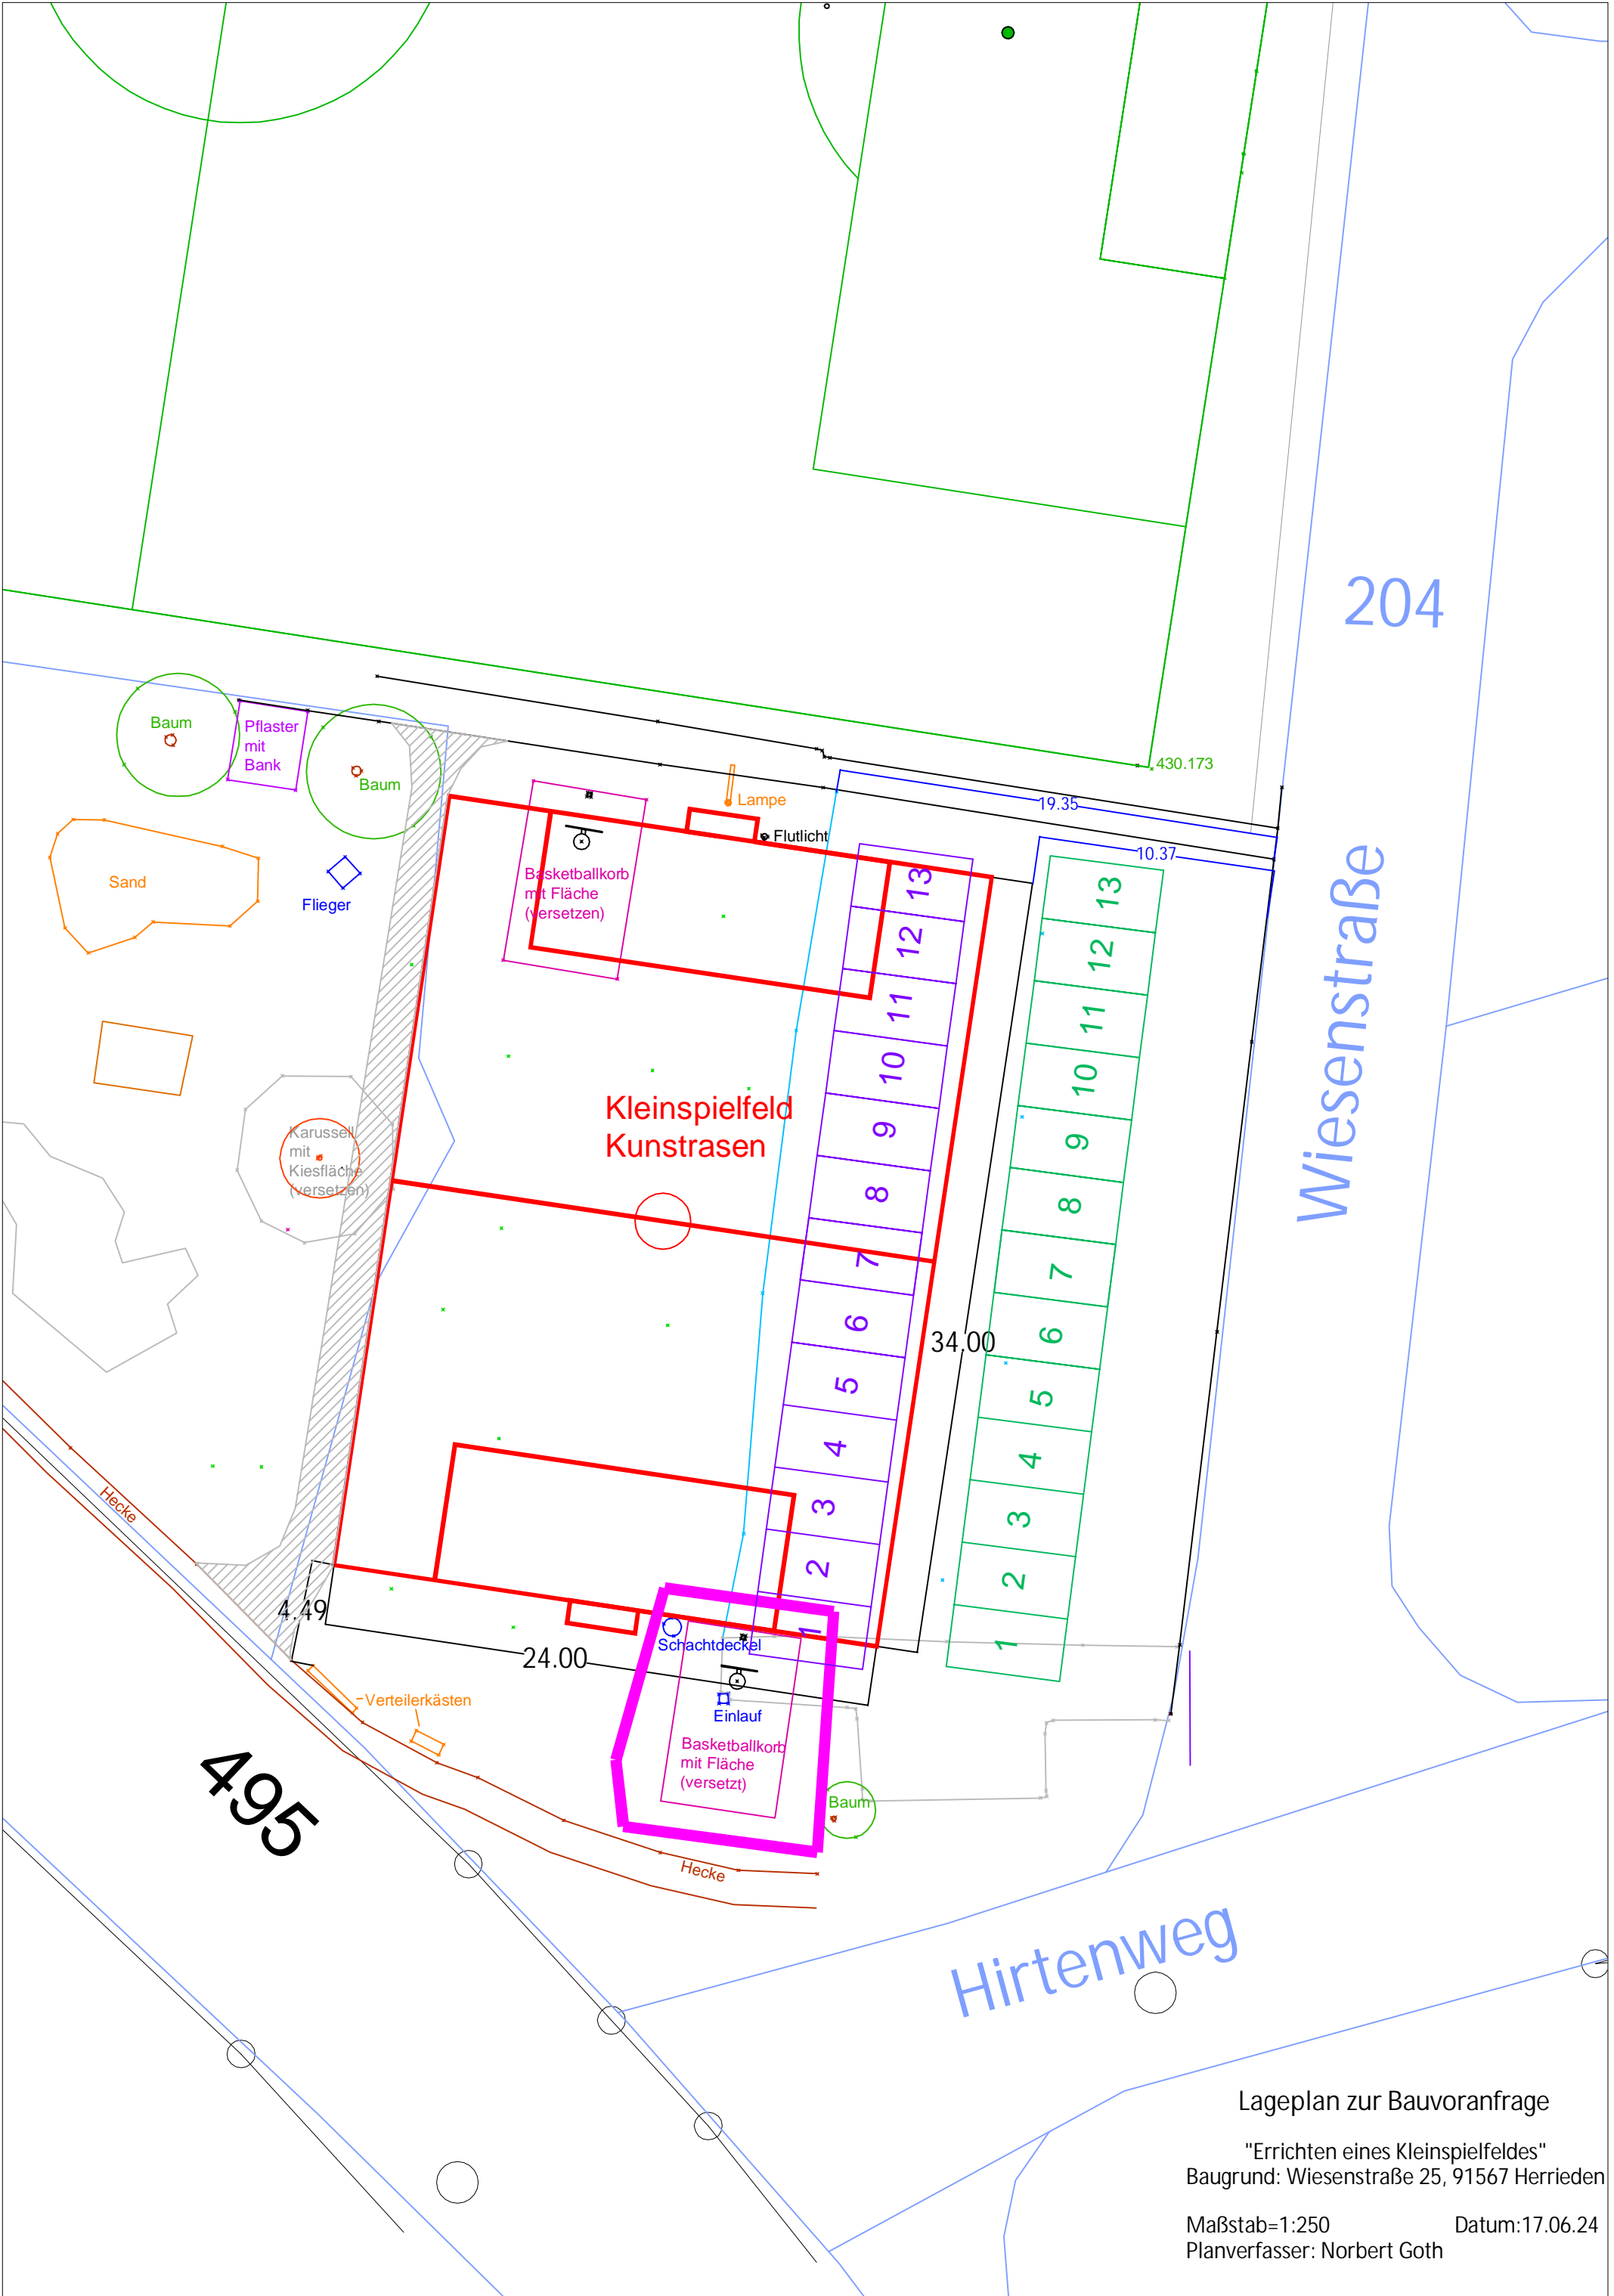 204
Baum
Pflaster
mit
Bank
Baum
430.173
Lampe
19.35
Flutlicht
10.37
Sand
Flieger
Basketballkorb
mit Fläche
(versetzen)
13
12
11
10
9
8
7
6
5
4
3
2
1
13
12
11
10
9
8
7
6
5
4
3
2
1
Wiesenstraße
Kleinspielfeld
Kunstrasen
Karussell
mit
Kiesfläche
(versetzen)
34.00
Hecke
4.49
24.00
Schachtdeckel
Verteilerkästen
Einlauf
Basketballkorb
mit Fläche
(versetzt)
Baum
495
Hecke
Hirtenweg
Lageplan zur Bauvoranfrage
"Errichten eines Kleinspielfeldes"
Baugrund: Wiesenstraße 25, 91567 Herrieden
Maßstab=1:250 Datum:17.06.24
Planverfasser: Norbert Goth